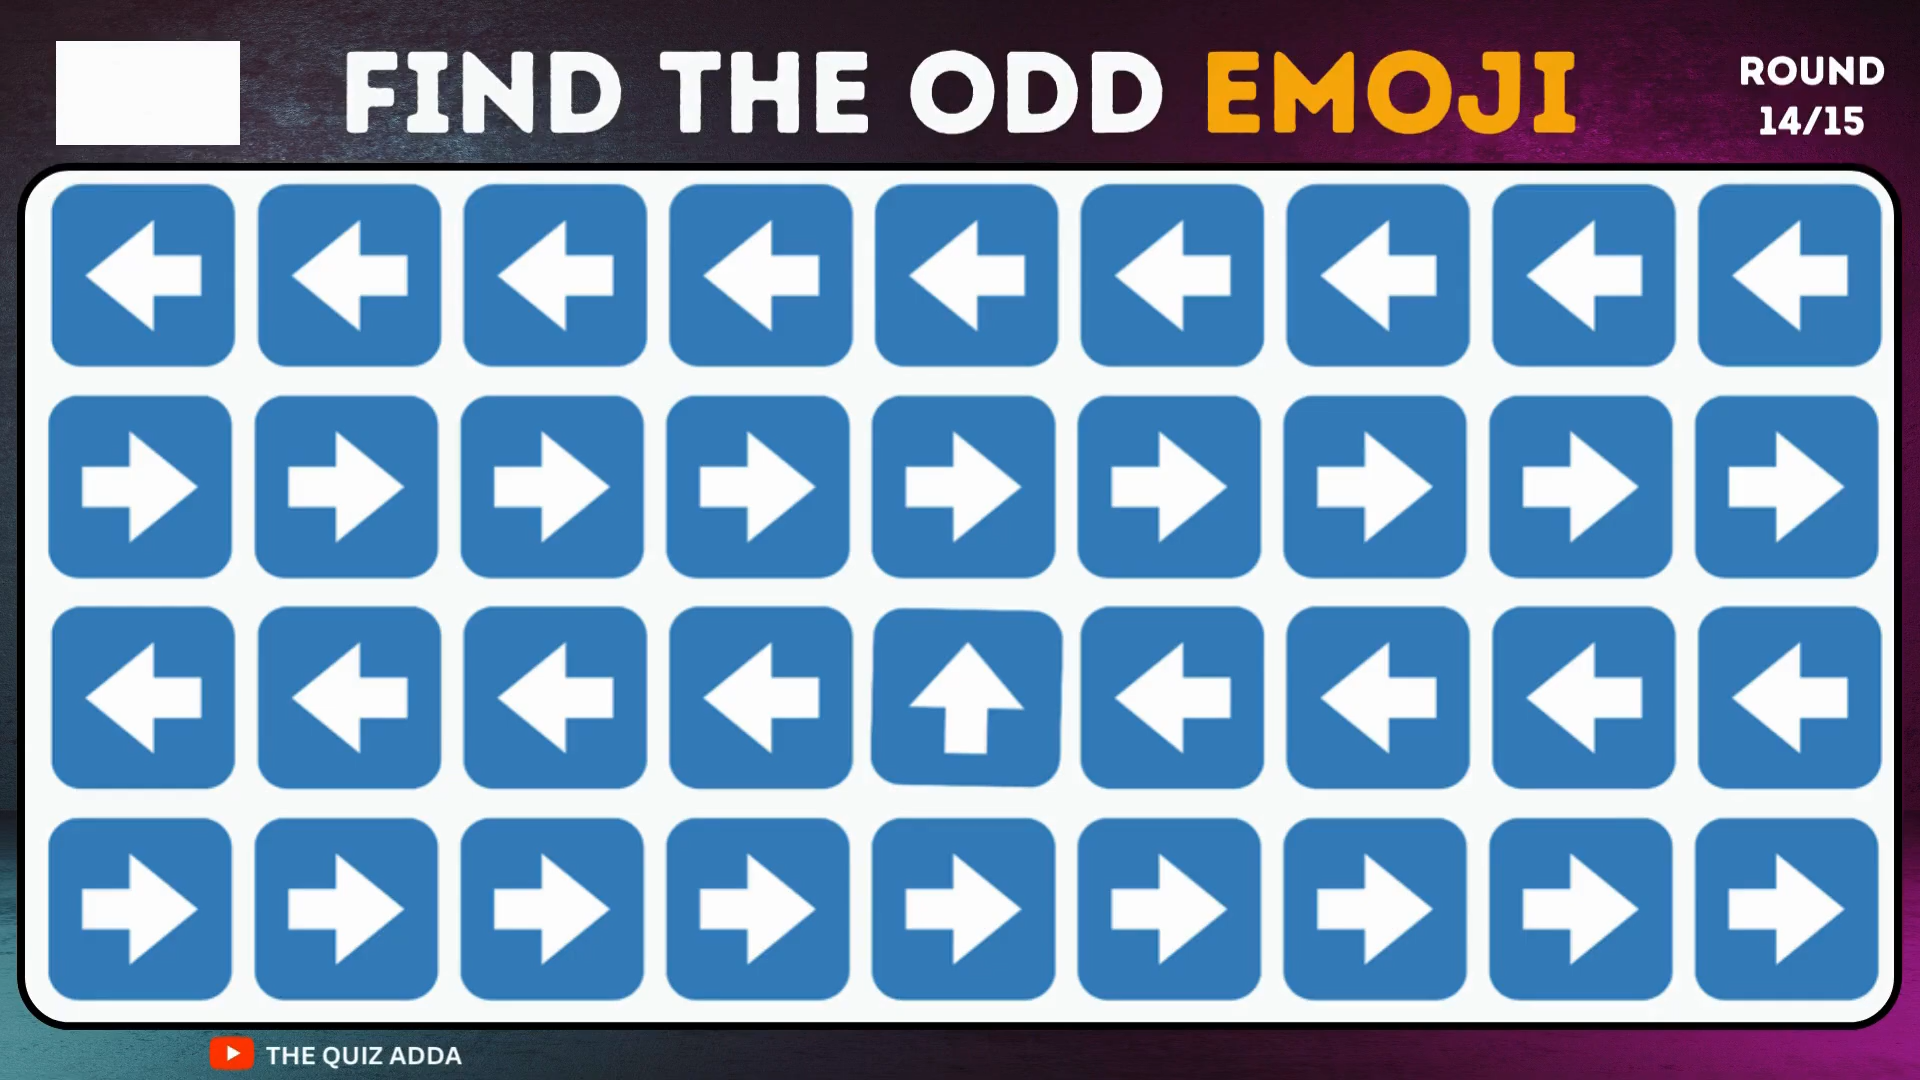 FIND THE ODD EMOJI
ROUND
14/15
THE QUIZ ADDA